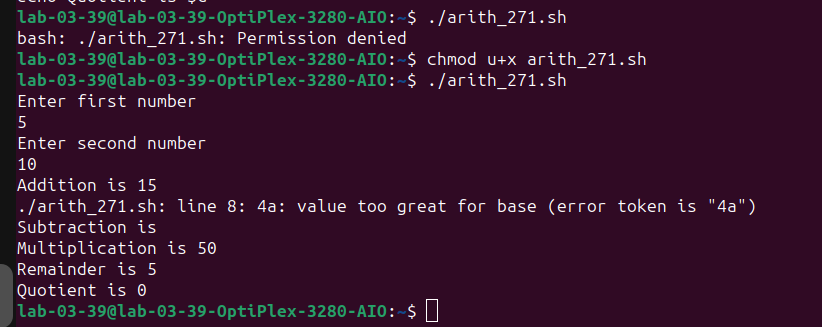 lab-03-39@lab-03-39-OptiPlex-3280-AIO:~$ ./arith_271.sh
bash: ./arith_271.sh: Permission denied
lab-03-39@lab-03-39-OptiPlex-3280-AIO:~$ chmod u+x arith_271.sh
lab-03-39@lab-03-39-OptiPlex-3280-AIO:~$ ./arith_271.sh
Enter first number
5
Enter second number
10
Addition is 15
./arith_271.sh: line 8: 4a: value too great for base (error token is "4a")
Subtraction is
Multiplication is 50
Remainder is 5
Quotient is 0
lab-03-39@lab-03-39-OptiPlex-3280-AIO:~$